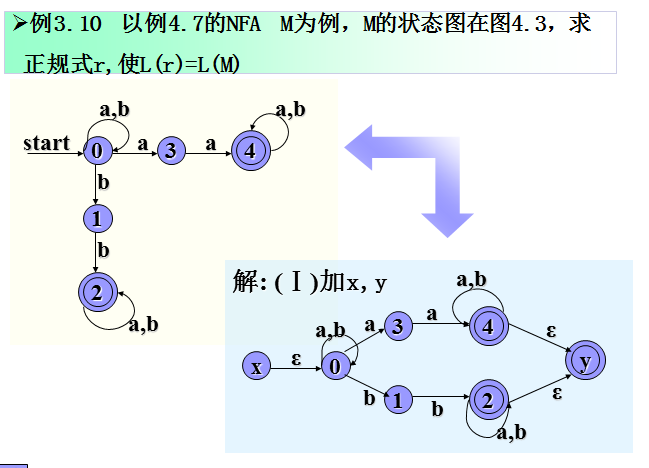 ➢例3.10 以例4.7的NFA M为例，M的状态图在图4.3，求
正规式r,使L(r)=L(M)
a,b
a,b
start
0
a
3
a
4
b
1
b
2
a,b
解:(Ⅰ)加x,y
a,b
a,b
a
3
a
4
ε
x
ε
0
y
b
1
b
2
ε
a,b